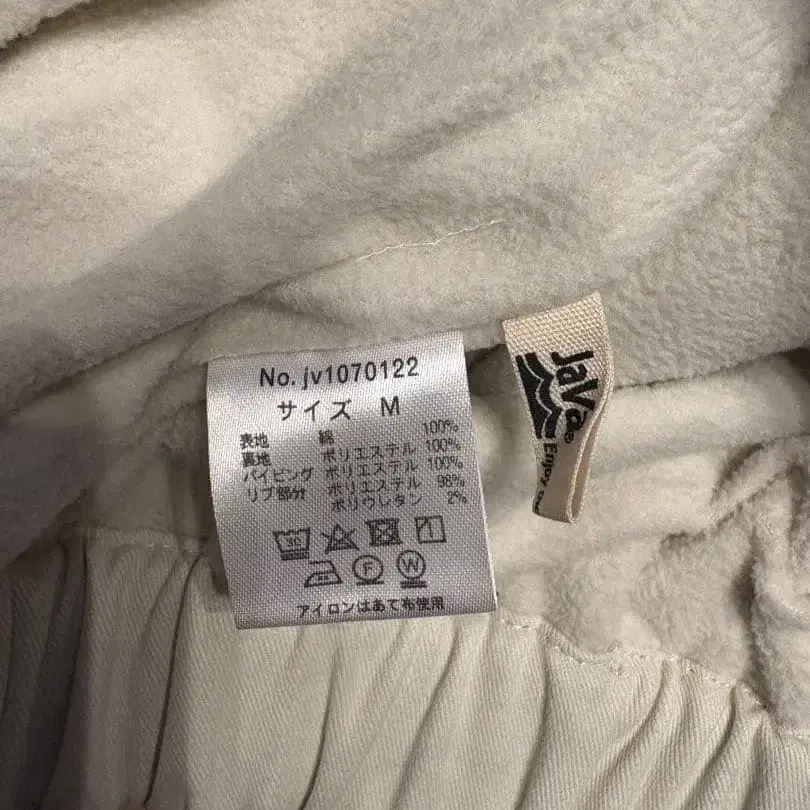 No. jv1070122
サイズ M
表地 綿 100%
裏地 ポリエステル 100%
パイピング ポリエステル 100%
リブ部分 ポリエステル 98%
ポリウレタン 2%
30
F W
アイロンはあて布使用
JaVa®
Enjoy